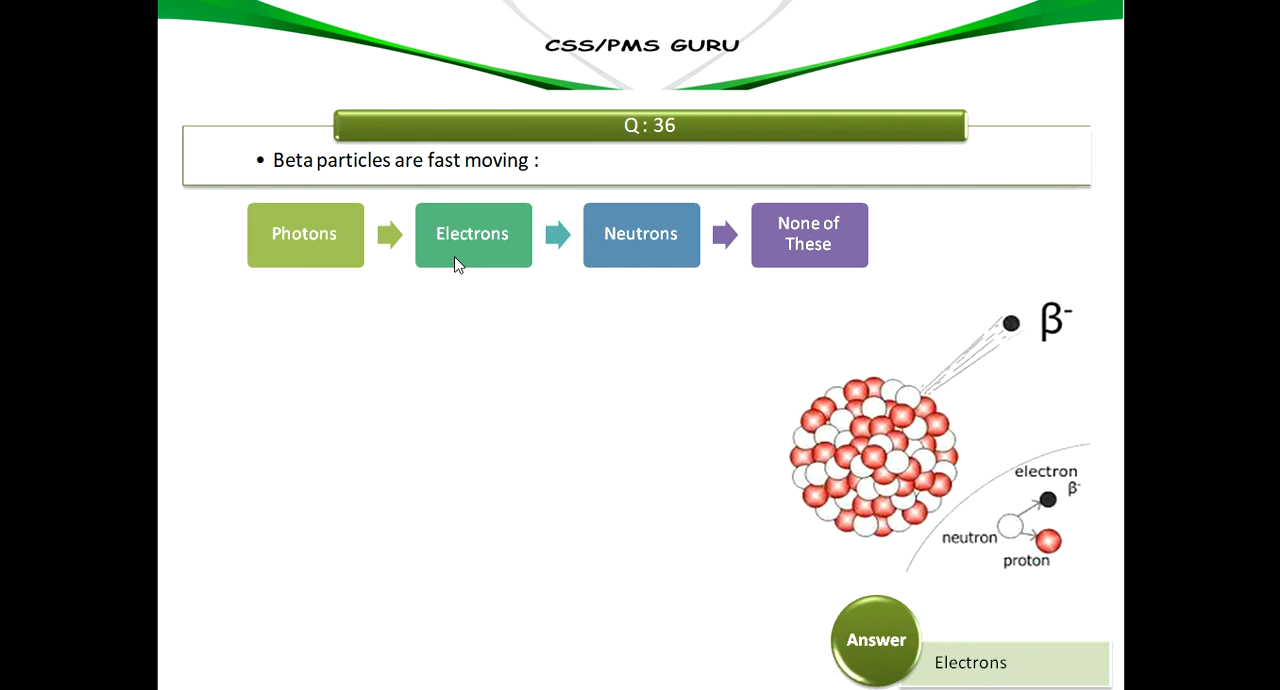 CSS/PMS GURU
Q : 36
• Beta particles are fast moving :
Photons
Electrons
Neutrons
None of
These
β-
electron
β-
neutron
proton
Answer
Electrons